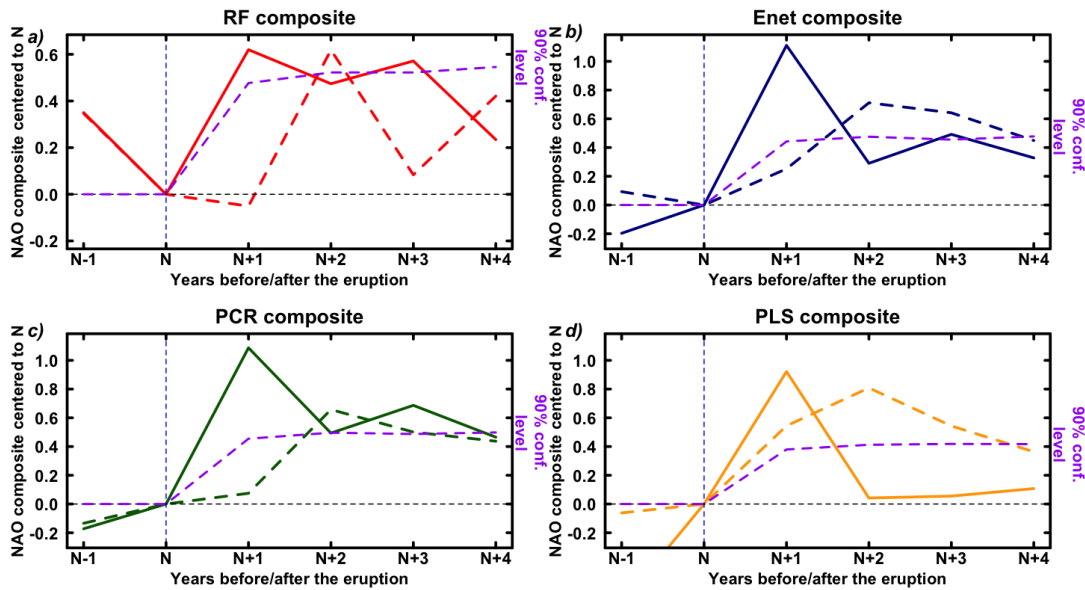 RF composite
a)
NAO composite centered to N
0.6
0.4
0.2
0.0
-0.2
90% conf.
level
N-1 N N+1 N+2 N+3 N+4
Years before/after the eruption
Enet composite
b)
NAO composite centered to N
1.0
0.8
0.6
0.4
0.2
0.0
-0.2
90% conf.
level
N-1 N N+1 N+2 N+3 N+4
Years before/after the eruption
PCR composite
c)
NAO composite centered to N
1.0
0.8
0.6
0.4
0.2
0.0
-0.2
90% conf.
level
N-1 N N+1 N+2 N+3 N+4
Years before/after the eruption
PLS composite
d)
NAO composite centered to N
1.0
0.8
0.6
0.4
0.2
0.0
-0.2
90% conf.
level
N-1 N N+1 N+2 N+3 N+4
Years before/after the eruption